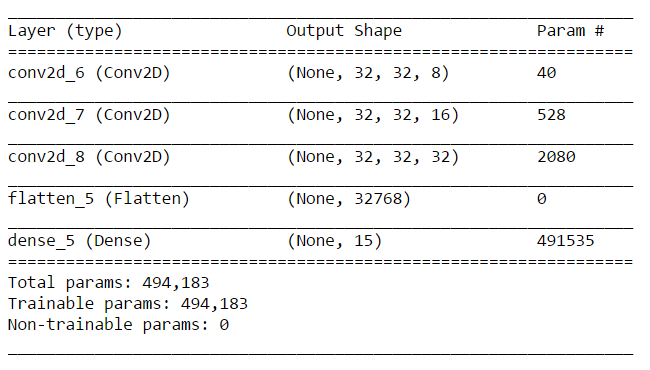 Layer (type) Output Shape Param #
=================================================================
conv2d_6 (Conv2D) (None, 32, 32, 8) 40
_________________________________________________________________
conv2d_7 (Conv2D) (None, 32, 32, 16) 528
_________________________________________________________________
conv2d_8 (Conv2D) (None, 32, 32, 32) 2080
_________________________________________________________________
flatten_5 (Flatten) (None, 32768) 0
_________________________________________________________________
dense_5 (Dense) (None, 15) 491535
=================================================================
Total params: 494,183
Trainable params: 494,183
Non-trainable params: 0
_________________________________________________________________